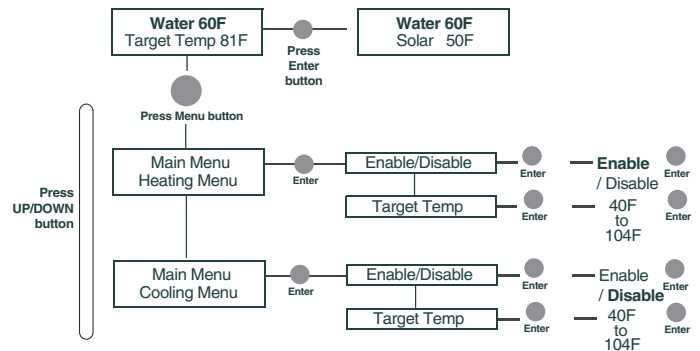 Water 60F
Target Temp 81F
Press
Enter
button
Water 60F
Solar 50F
Press Menu button
Press
UP/DOWN
button
Main Menu
Heating Menu
Enter
Enable/Disable
Enter
Enable
/ Disable
Enter
Target Temp
Enter
40F
to
104F
Enter
Main Menu
Cooling Menu
Enter
Enable/Disable
Enter
Enable
/ Disable
Enter
Target Temp
Enter
40F
to
104F
Enter